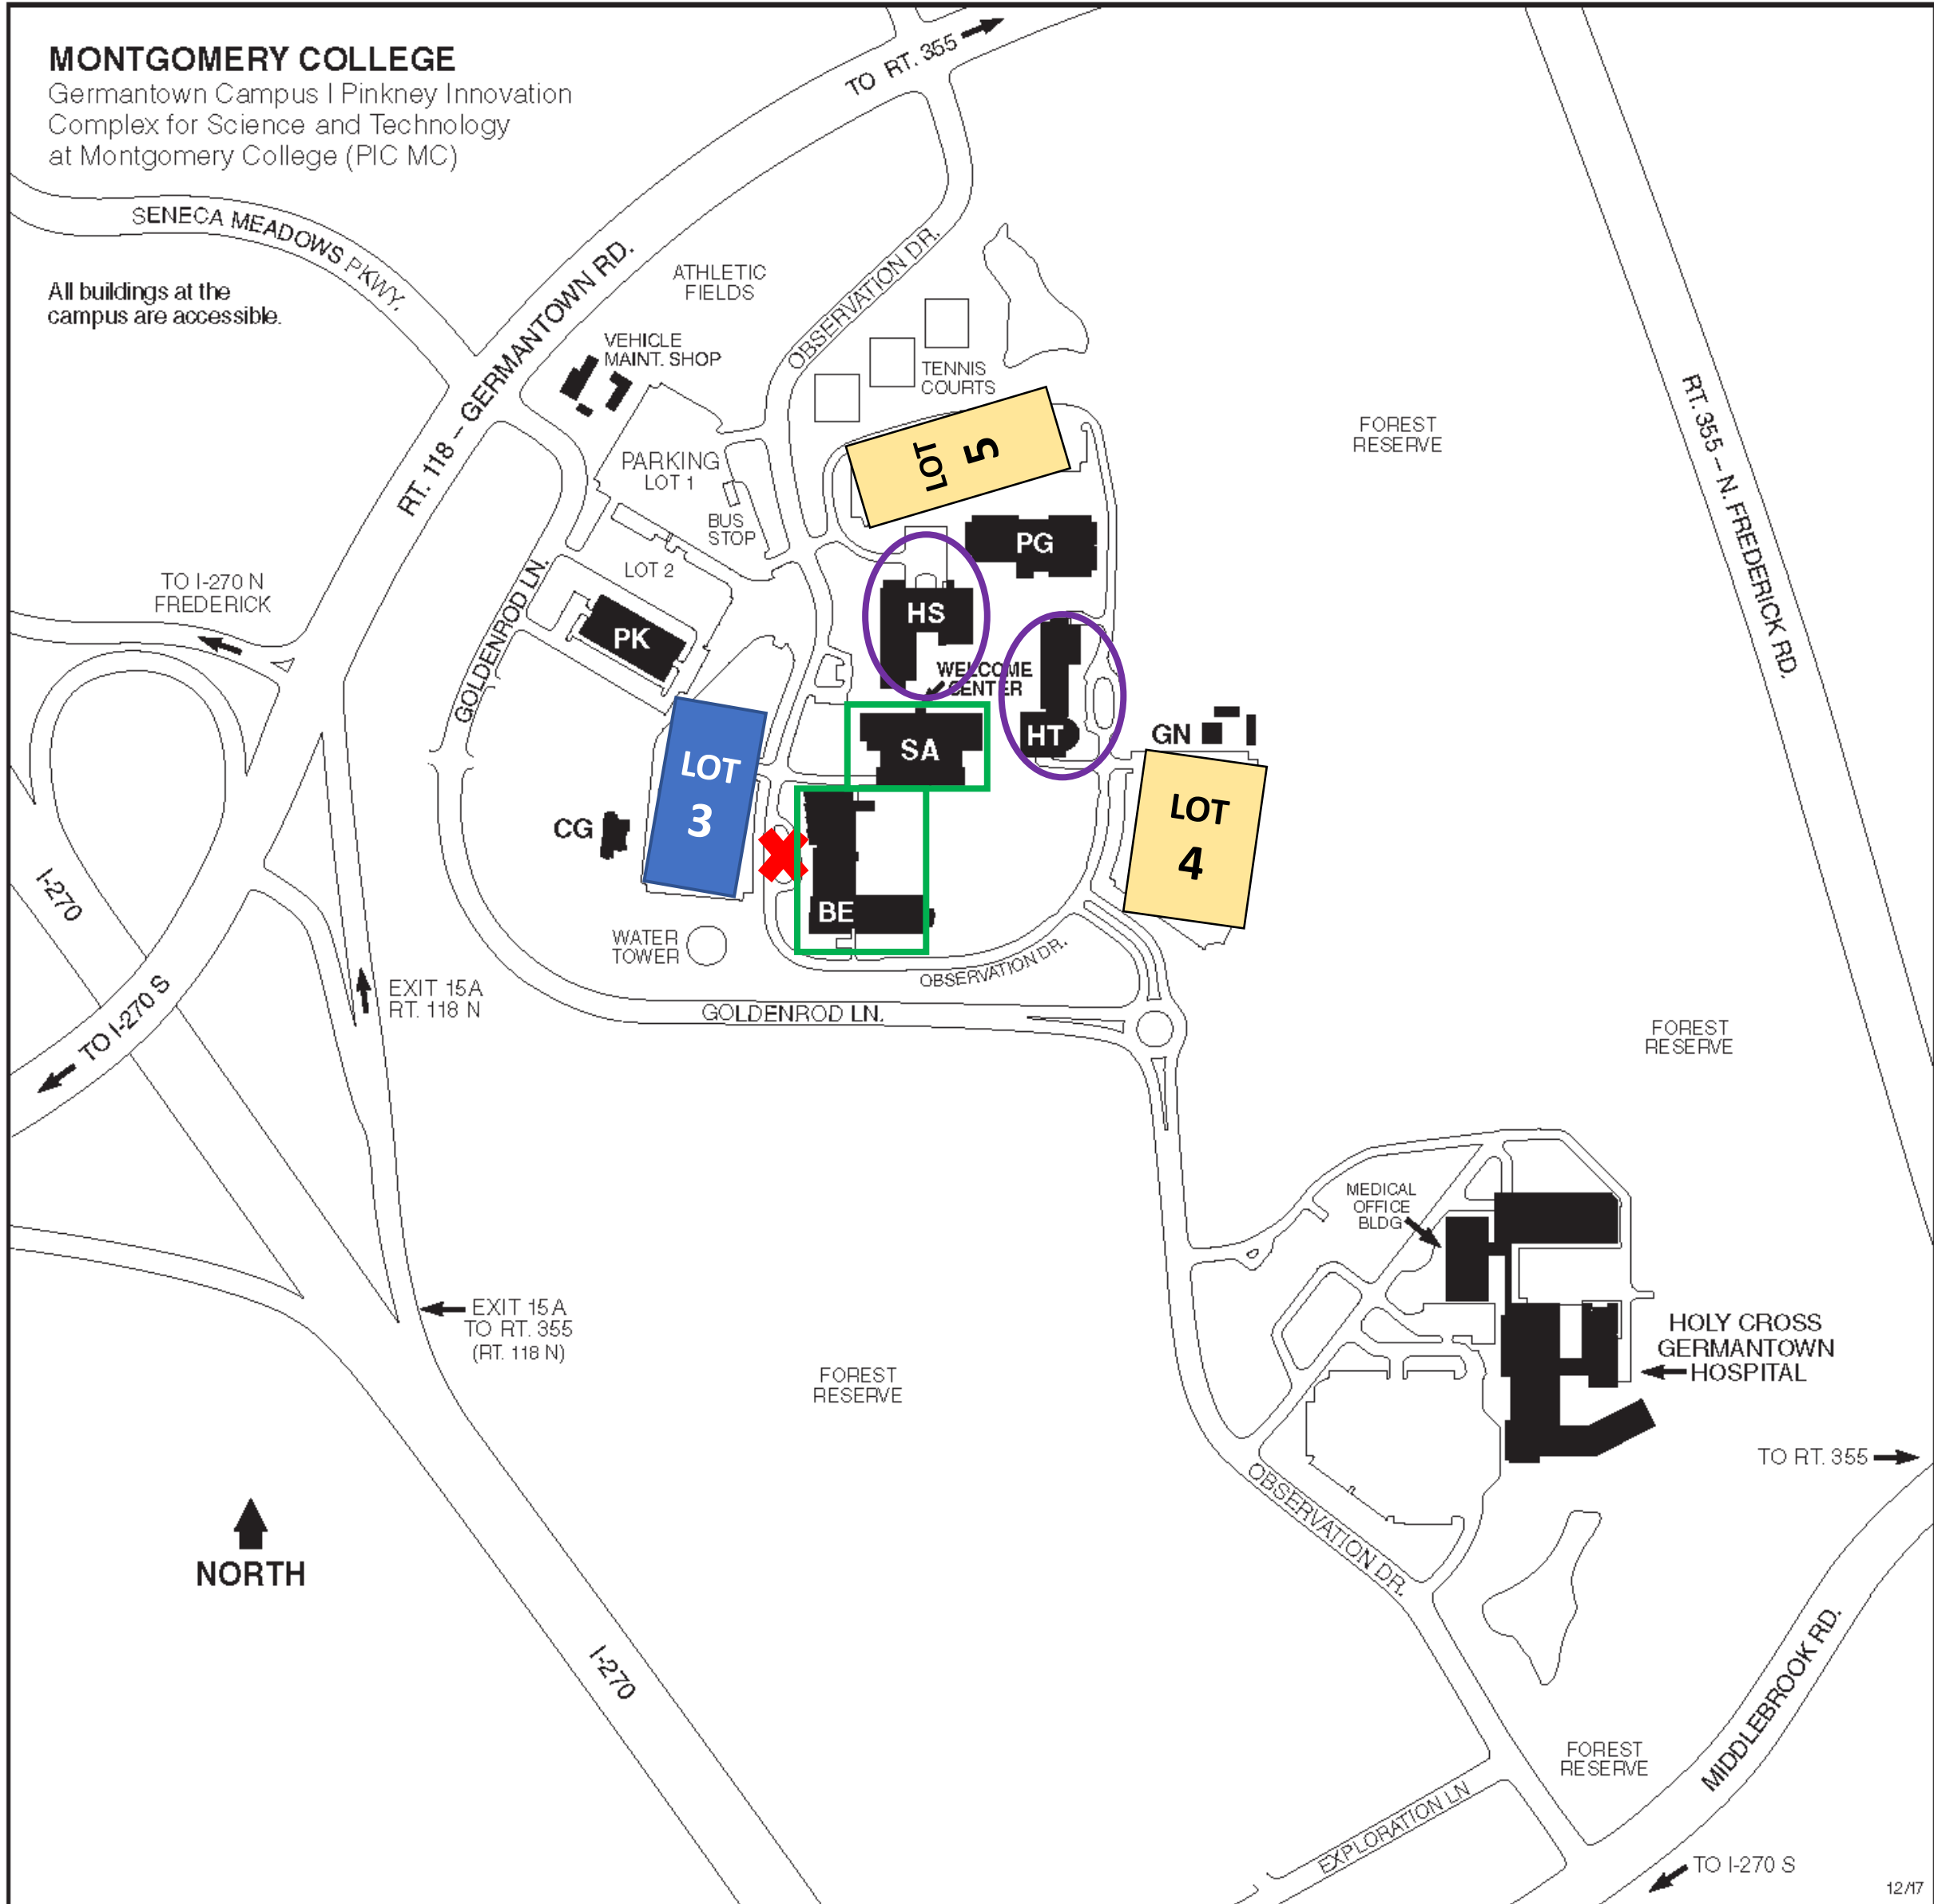 MONTGOMERY COLLEGE
Germantown Campus I Pinkney Innovation
Complex for Science and Technology
at Montgomery College (PIC MC)
TO RT. 355
SENECA MEADOWS PKWY.
All buildings at the
campus are accessible.
RT. 118 – GERMANTOWN RD.
ATHLETIC
FIELDS
OBSERVATION DR.
VEHICLE
MAINT. SHOP
TENNIS
COURTS
FOREST
RESERVE
RT. 355 – N. FREDERICK RD.
PARKING
LOT 1
BUS
STOP
LOT
5
PG
LOT 2
TO I-270 N
FREDERICK
GOLDENROD LN.
PK
HS
WELCOME
CENTER
SA
HT
GN
LOT
3
LOT
4
CG
BE
I-270
WATER
TOWER
OBSERVATION DR.
GOLDENROD LN.
EXIT 15A
RT. 118 N
TO I-270 S
FOREST
RESERVE
MEDICAL
OFFICE
BLDG
EXIT 15A
TO RT. 355
(RT. 118 N)
HOLY CROSS
GERMANTOWN
HOSPITAL
FOREST
RESERVE
TO RT. 355
OBSERVATION DR.
NORTH
I-270
MIDDLEBROOK RD.
FOREST
RESERVE
EXPLORATION LN
TO I-270 S
12/17